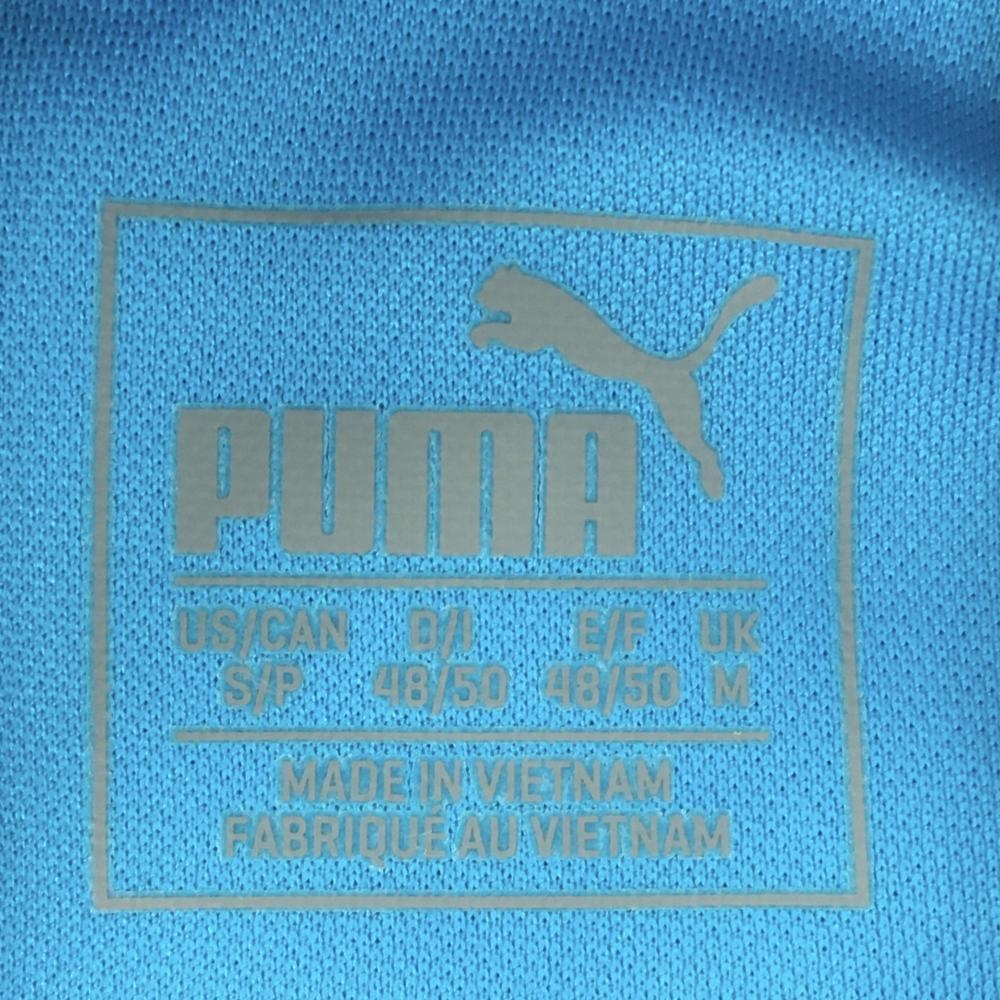 PUMA
US/CAN D/I E/F UK
S/P 48/50 48/50 M
MADE IN VIETNAM
FABRIQUÉ AU VIETNAM